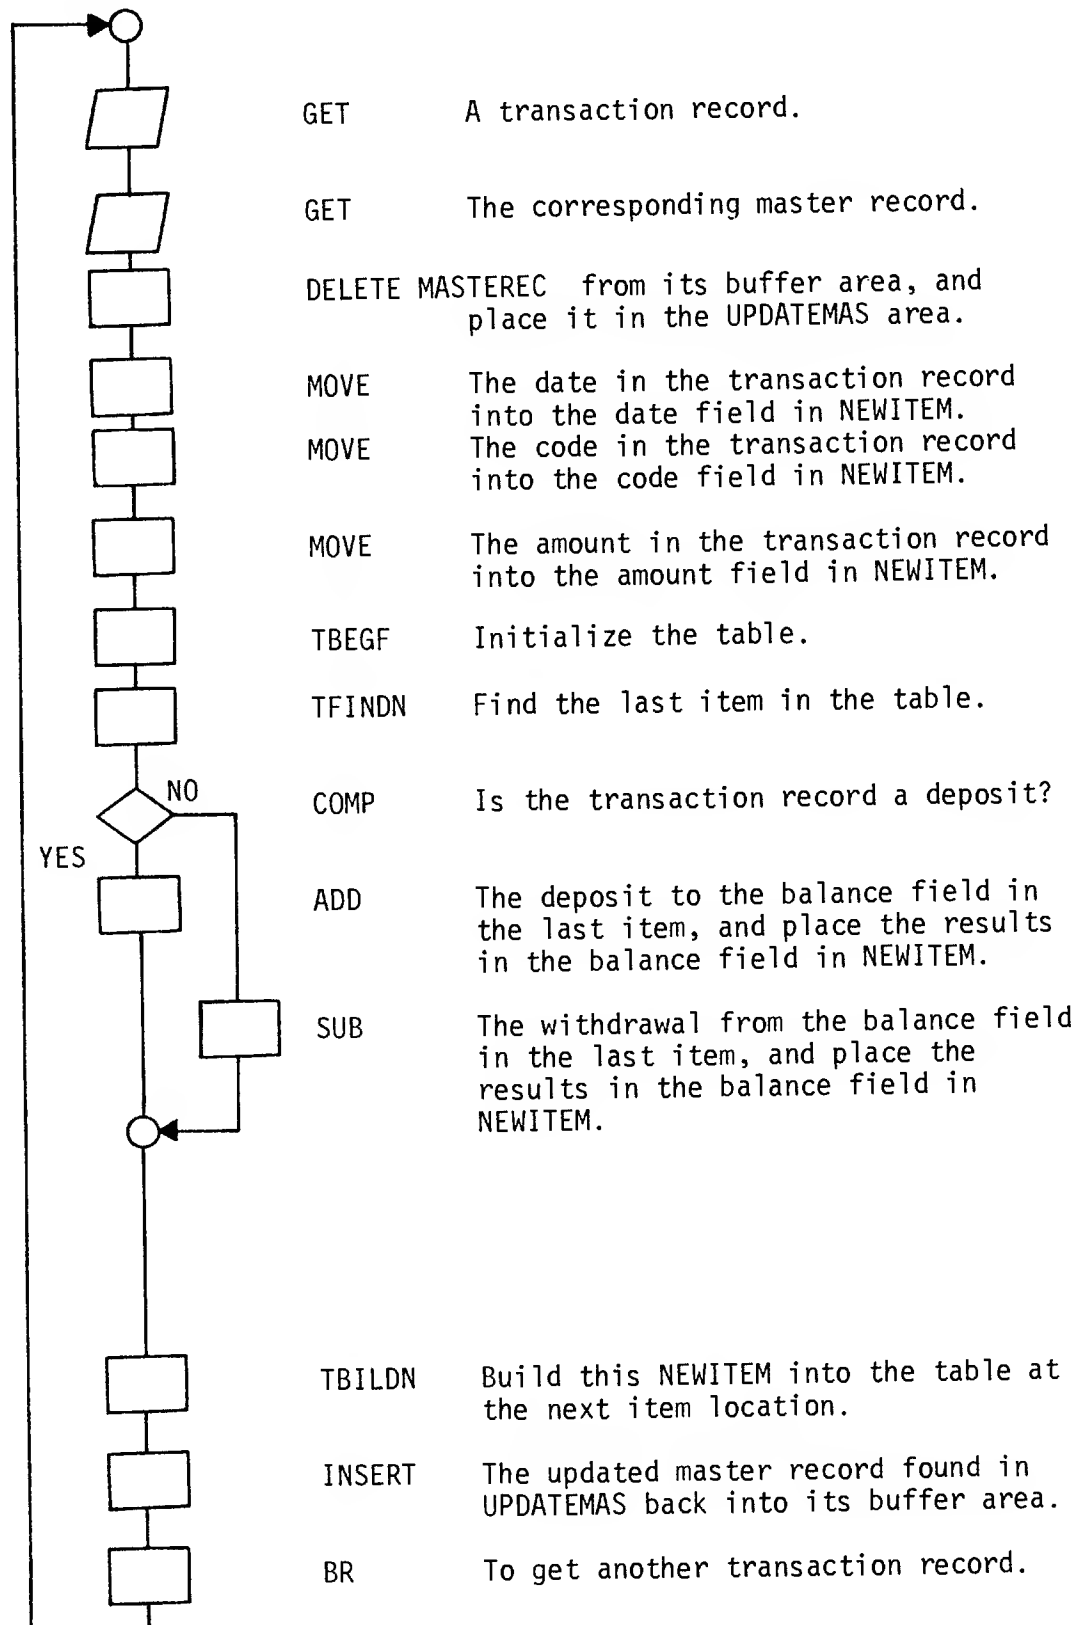 GET A transaction record.
GET The corresponding master record.
DELETE MASTEREC from its buffer area, and
place it in the UPDATEMAS area.
MOVE The date in the transaction record
into the date field in NEWITEM.
MOVE The code in the transaction record
into the code field in NEWITEM.
MOVE The amount in the transaction record
into the amount field in NEWITEM.
TBEGF Initialize the table.
TFINDN Find the last item in the table.
NO
COMP Is the transaction record a deposit?
YES
ADD The deposit to the balance field in
the last item, and place the results
in the balance field in NEWITEM.
SUB The withdrawal from the balance field
in the last item, and place the
results in the balance field in
NEWITEM.
TBILDN Build this NEWITEM into the table at
the next item location.
INSERT The updated master record found in
UPDATEMAS back into its buffer area.
BR To get another transaction record.